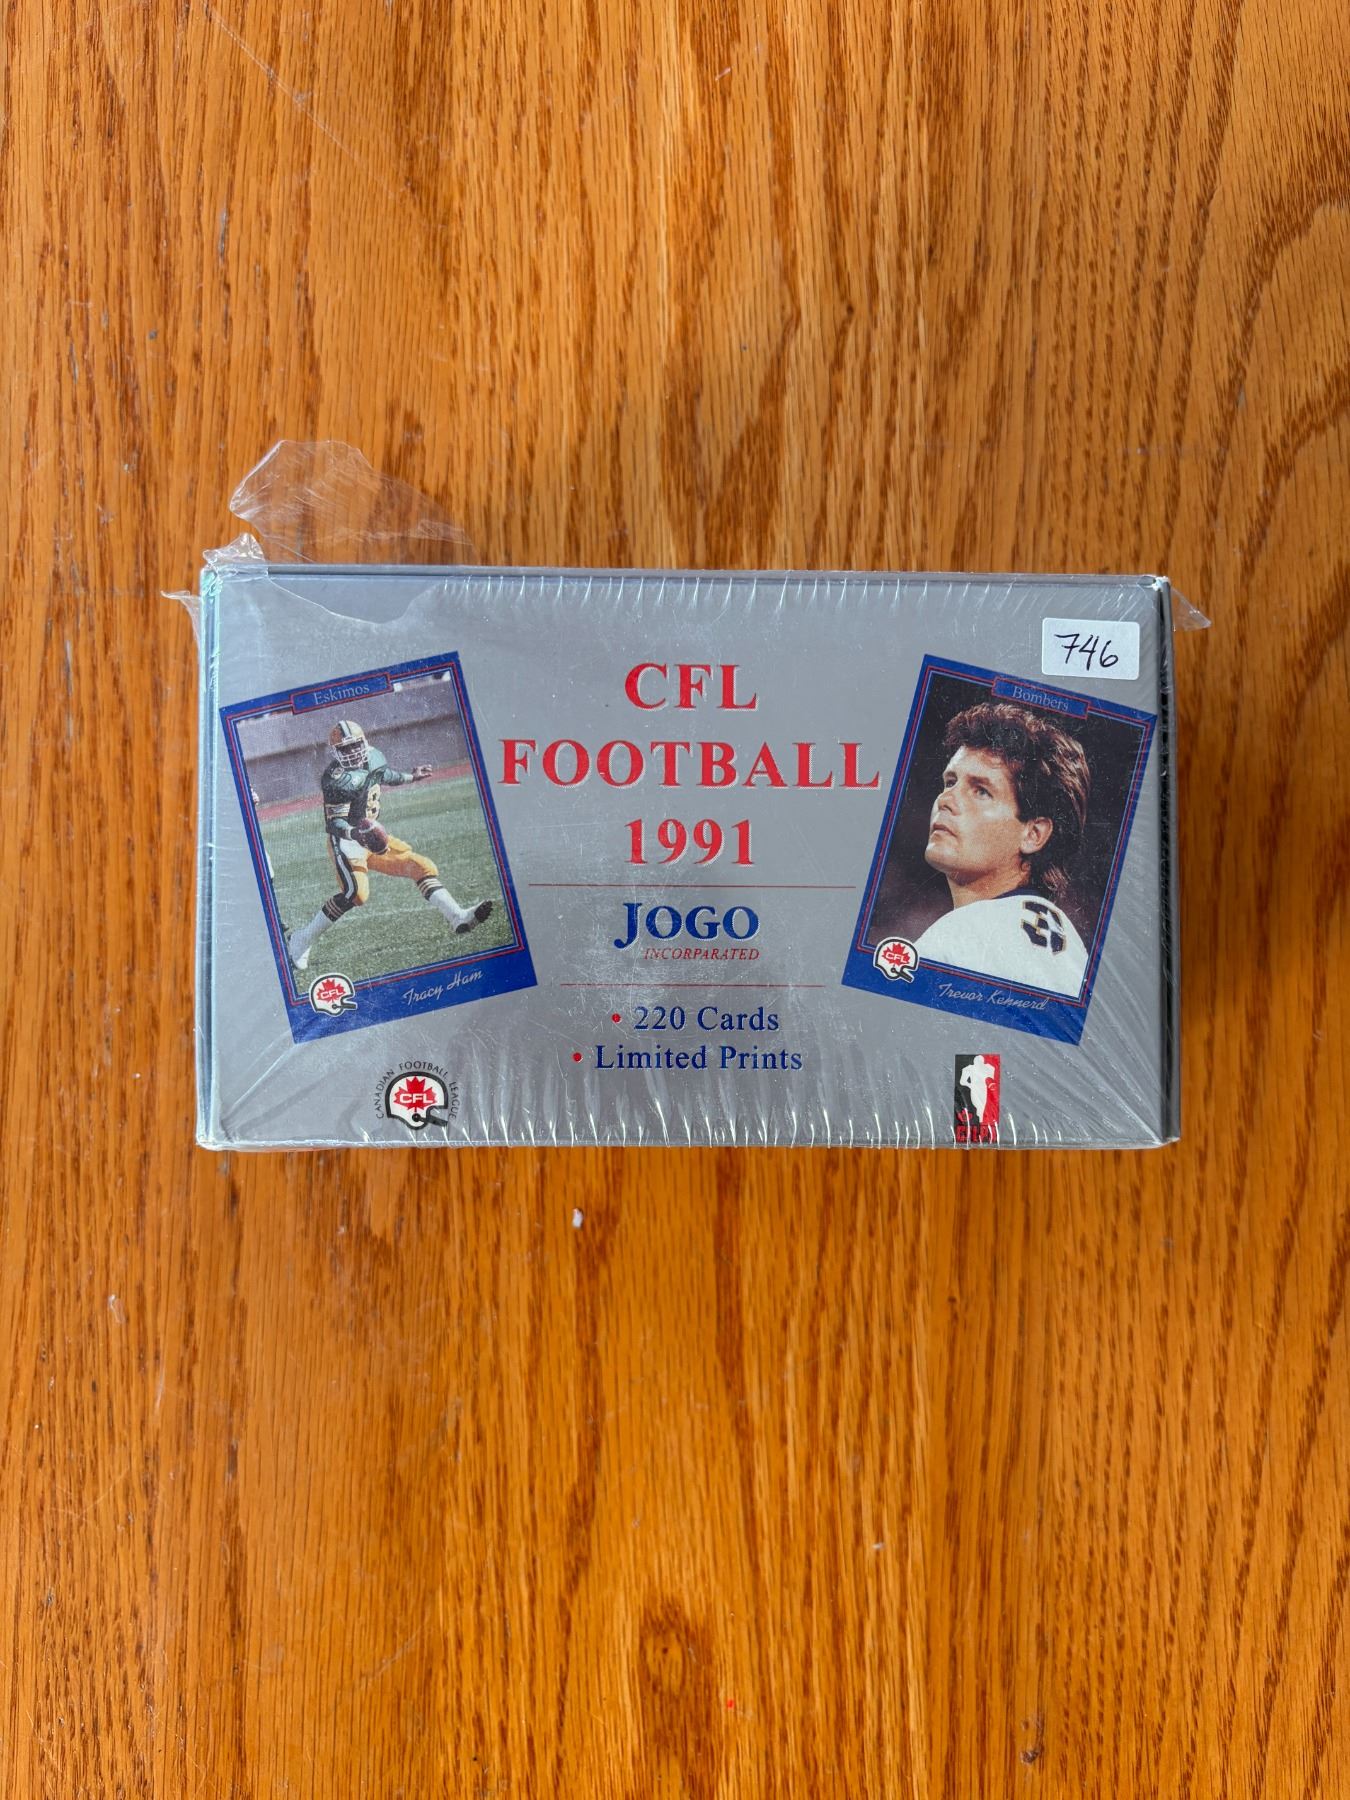 746
CFL
FOOTBALL
1991
JOGO
INCORPARATED
• 220 Cards
• Limited Prints
Eskimos
CFL
Tracy Ham
Bombers
CFL
Trevor Kennerd
CANADIAN FOOTBALL LEAGUE
CFL